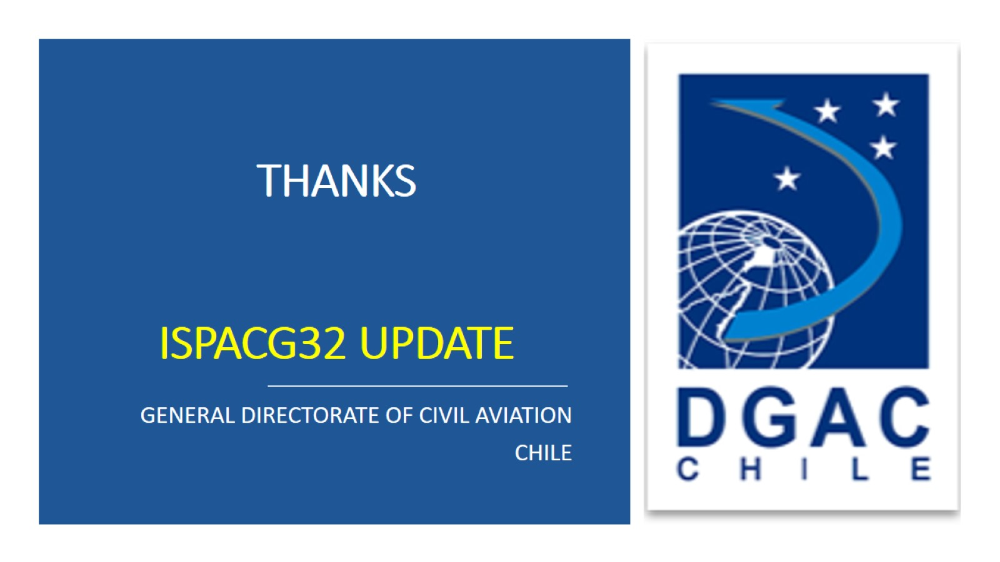 THANKS
ISPACG32 UPDATE
GENERAL DIRECTORATE OF CIVIL AVIATION
CHILE
DGAC
CHILE